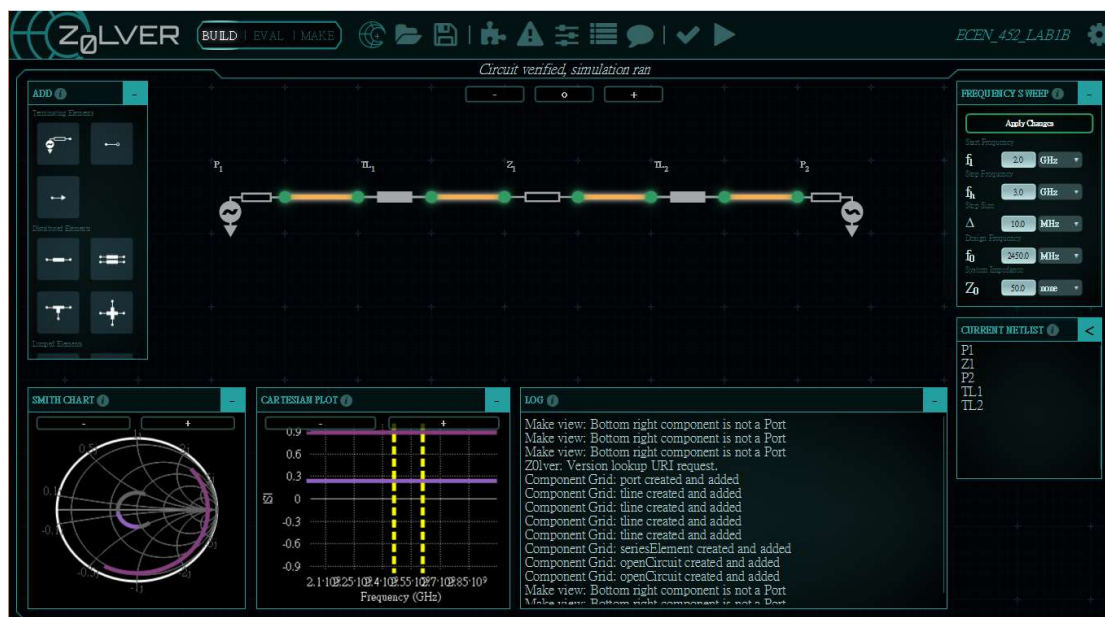 Z0LVER
BUILD | EVAL | MAKE
ECEN_452_LAB1B
Circuit verified, simulation ran
ADD
Terminating Elements
Distributed Elements
Lumped Elements
- o +
P1 TL1 Z1 TL2 P2
FREQUENCY SWEEP
Apply Changes
Start Frequency
fl 2.0 GHz
Stop Frequency
fh 3.0 GHz
Step Size
Δ 10.0 MHz
Design Frequency
f0 2450.0 MHz
System Impedance
Z0 50.0 none
CURRENT NETLIST <
P1
Z1
P2
TL1
TL2
SMITH CHART
- +
CARTESIAN PLOT
- +
0.9
0.6
0.3
0
-0.3
-0.6
-0.9
|S|
Frequency (GHz)
LOG
Make view: Bottom right component is not a Port
Make view: Bottom right component is not a Port
Make view: Bottom right component is not a Port
Z0lver: Version lookup URI request.
Component Grid: port created and added
Component Grid: tline created and added
Component Grid: tline created and added
Component Grid: tline created and added
Component Grid: tline created and added
Component Grid: seriesElement created and added
Component Grid: openCircuit created and added
Component Grid: openCircuit created and added
Make view: Bottom right component is not a Port
Make view: Bottom right component is not a Port